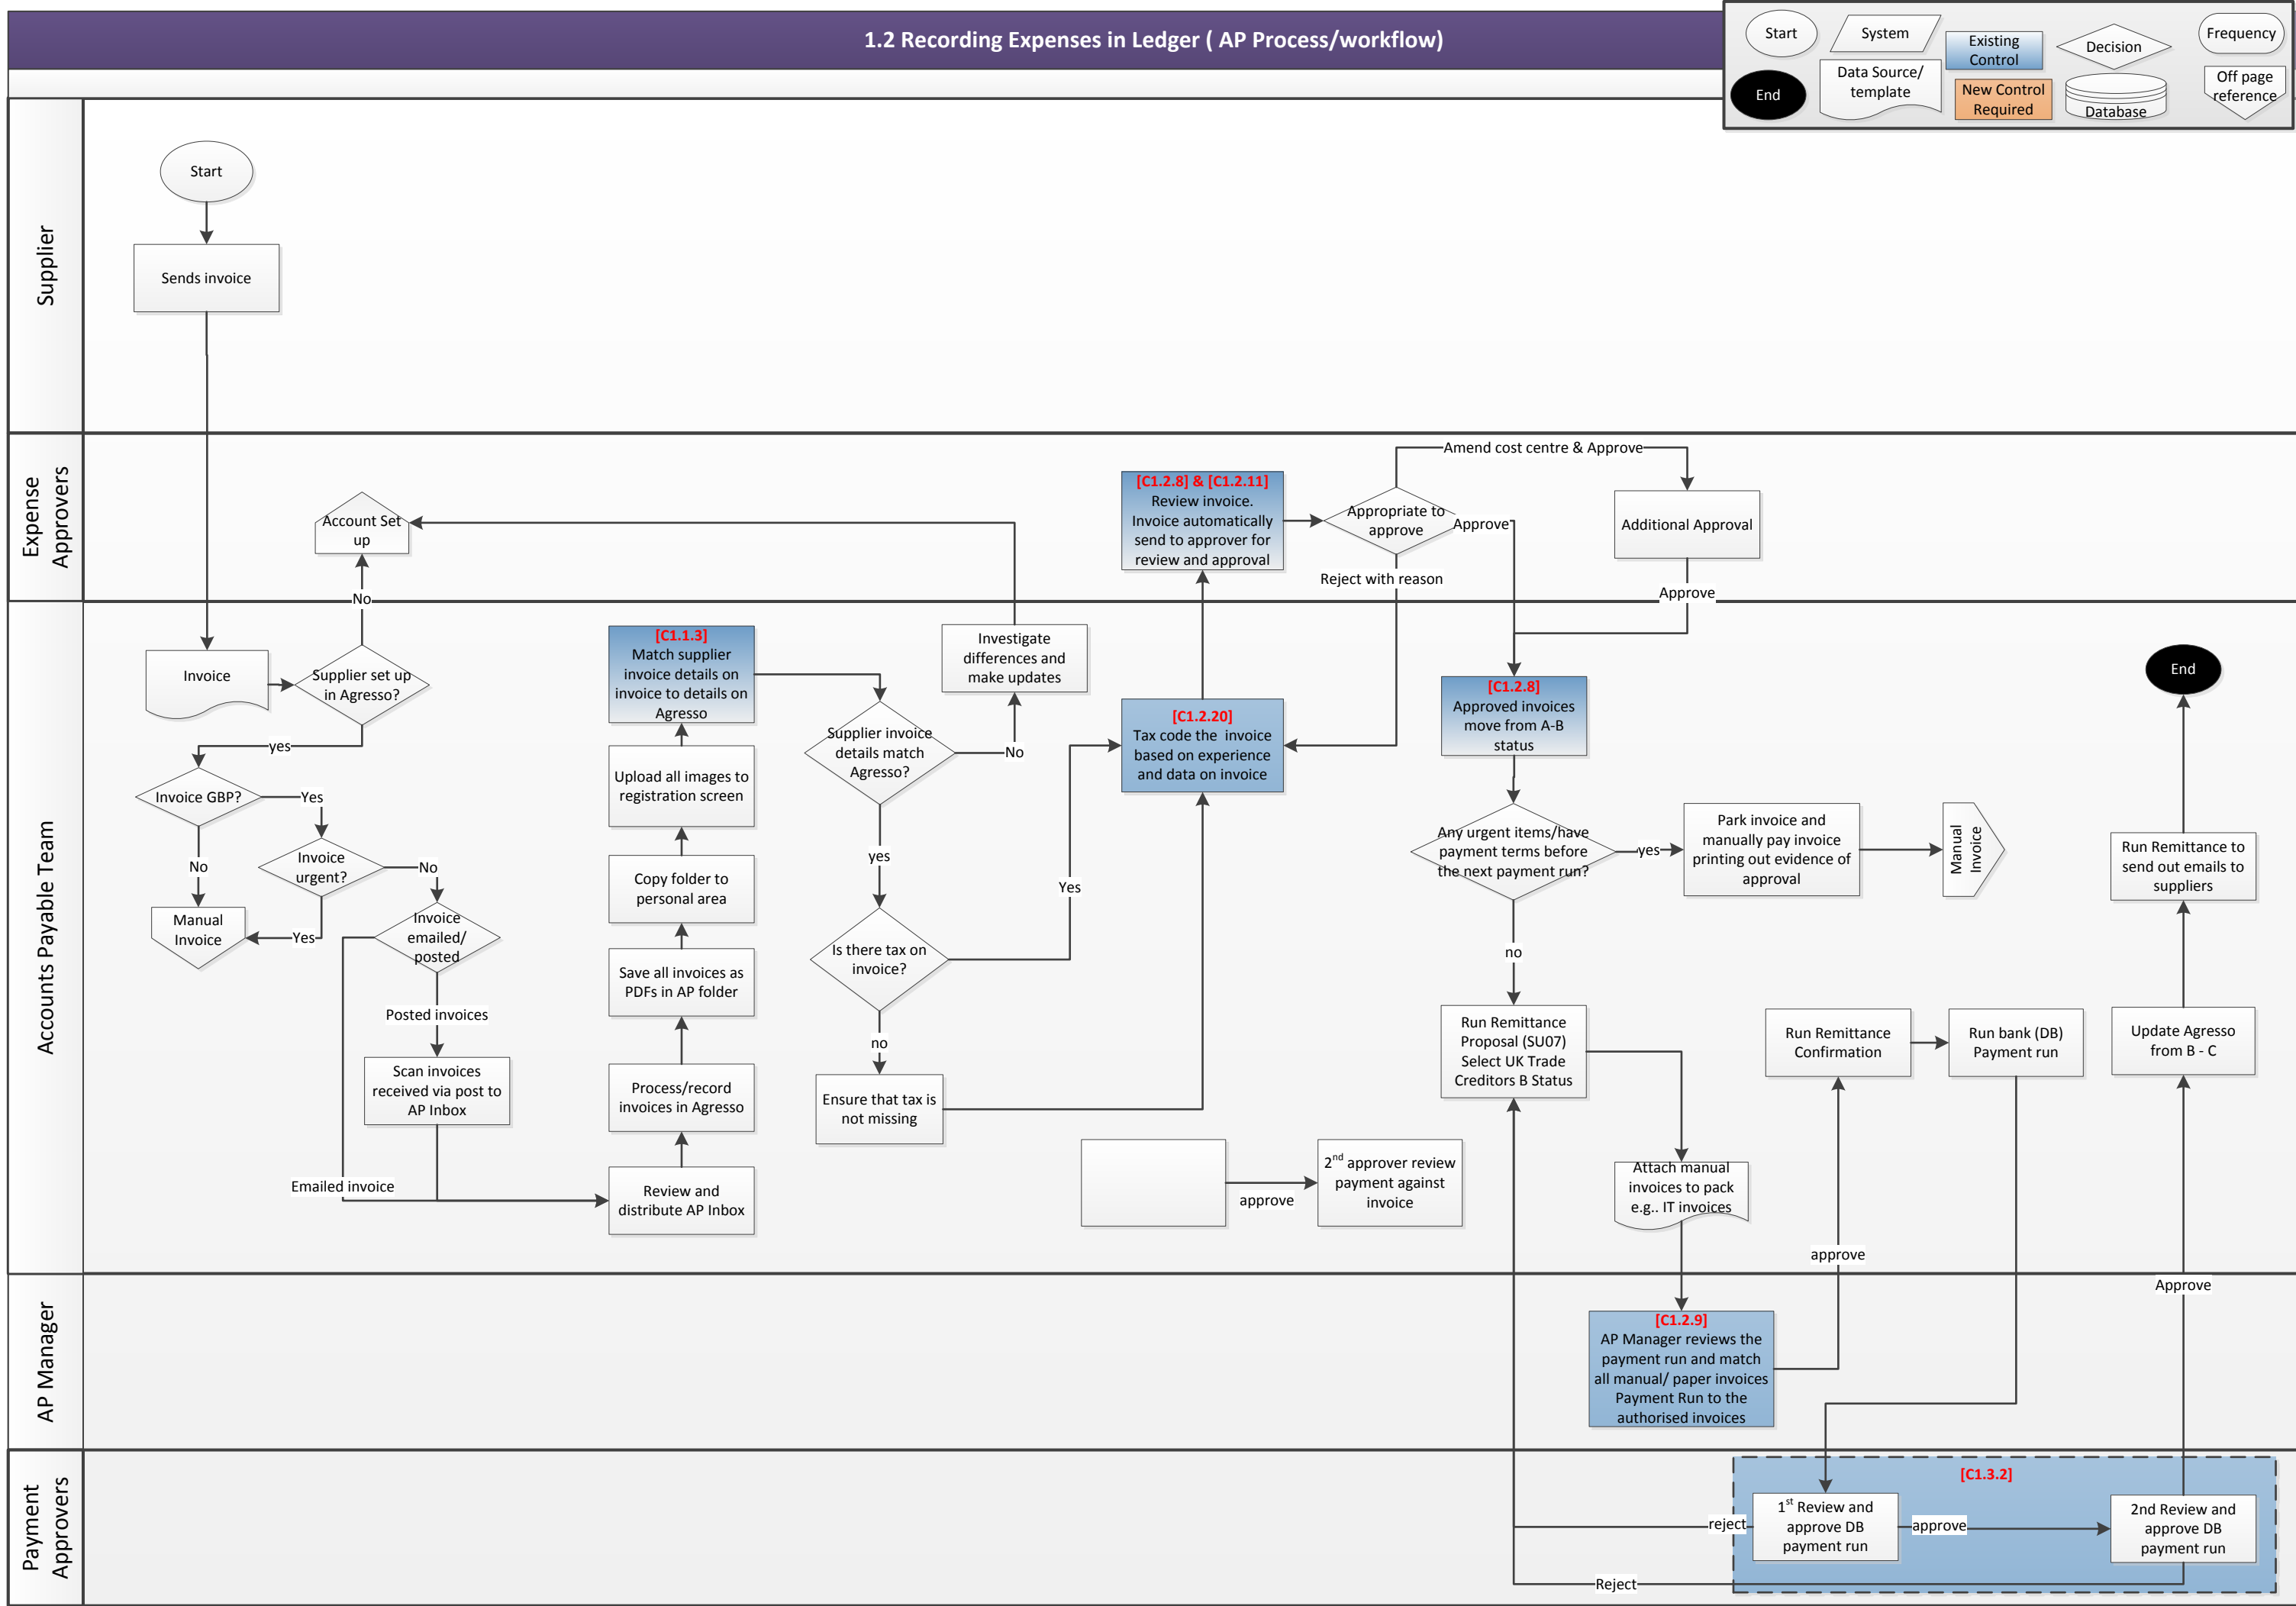 1.2 Recording Expenses in Ledger ( AP Process/workflow)
Start
System
Existing
Control
Decision
Frequency
End
Data Source/
template
New Control
Required
Database
Off page
reference
Supplier
Start
Sends invoice
Expense
Approvers
Account Set
up
No
[C1.2.8] & [C1.2.11]
Review invoice.
Invoice automatically
send to approver for
review and approval
Appropriate to
approve
Amend cost centre & Approve
Approve
Reject with reason
Additional Approval
Approve
Accounts Payable Team
Invoice
Supplier set up
in Agresso?
yes
Invoice GBP?
Yes
No
Invoice
urgent?
No
Yes
Manual
Invoice
Invoice
emailed/
posted
Posted invoices
Scan invoices
received via post to
AP Inbox
Emailed invoice
[C1.1.3]
Match supplier
invoice details on
invoice to details on
Agresso
Upload all images to
registration screen
Copy folder to
personal area
Save all invoices as
PDFs in AP folder
Process/record
invoices in Agresso
Review and
distribute AP Inbox
Investigate
differences and
make updates
Supplier invoice
details match
Agresso?
No
yes
Is there tax on
invoice?
Yes
no
Ensure that tax is
not missing
[C1.2.20]
Tax code the  invoice
based on experience
and data on invoice
approve
2nd approver review
payment against
invoice
[C1.2.8]
Approved invoices
move from A-B
status
Any urgent items/have
payment terms before
the next payment run?
yes
Park invoice and
manually pay invoice
printing out evidence of
approval
Manual
Invoice
no
Run Remittance
Proposal (SU07)
Select UK Trade
Creditors B Status
Attach manual
invoices to pack
e.g.. IT invoices
Run Remittance
Confirmation
Run bank (DB)
Payment run
approve
End
Run Remittance to
send out emails to
suppliers
Update Agresso
from B - C
Approve
AP Manager
[C1.2.9]
AP Manager reviews the
payment run and match
all manual/ paper invoices
Payment Run to the
authorised invoices
Payment
Approvers
[C1.3.2]
1st Review and
approve DB
payment run
reject
approve
2nd Review and
approve DB
payment run
Reject